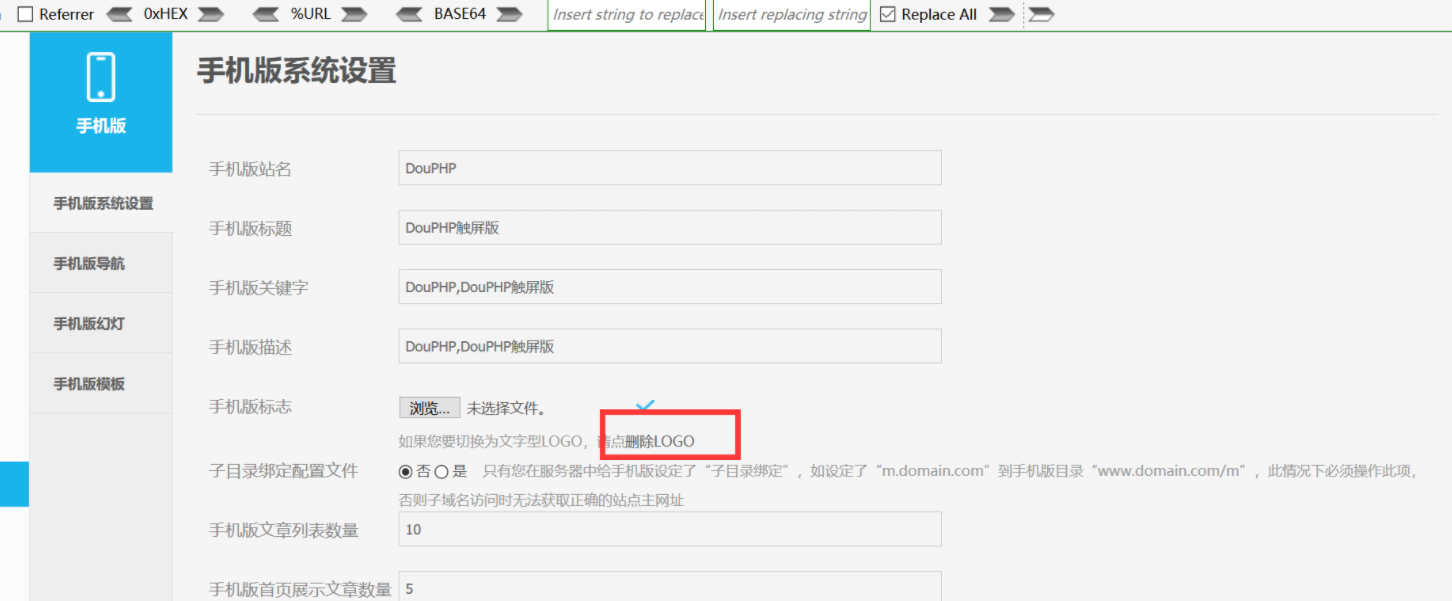 Referrer 0xHEX %URL BASE64 Insert string to replace Insert replacing string Replace All
手机版
手机版系统设置
手机版导航
手机版幻灯
手机版模板
手机版系统设置
手机版站名 DouPHP
手机版标题 DouPHP触屏版
手机版关键字 DouPHP,DouPHP触屏版
手机版描述 DouPHP,DouPHP触屏版
手机版标志 浏览... 未选择文件。
如果您要切换为文字型LOGO，请点删除LOGO
子目录绑定配置文件 否 是 只有您在服务器中给手机版设定了“子目录绑定”，如设定了“m.domain.com”到手机版目录“www.domain.com/m”，此情况下必须操作此项，
否则子域名访问时无法获取正确的站点主网址
手机版文章列表数量 10
手机版首页展示文章数量 5